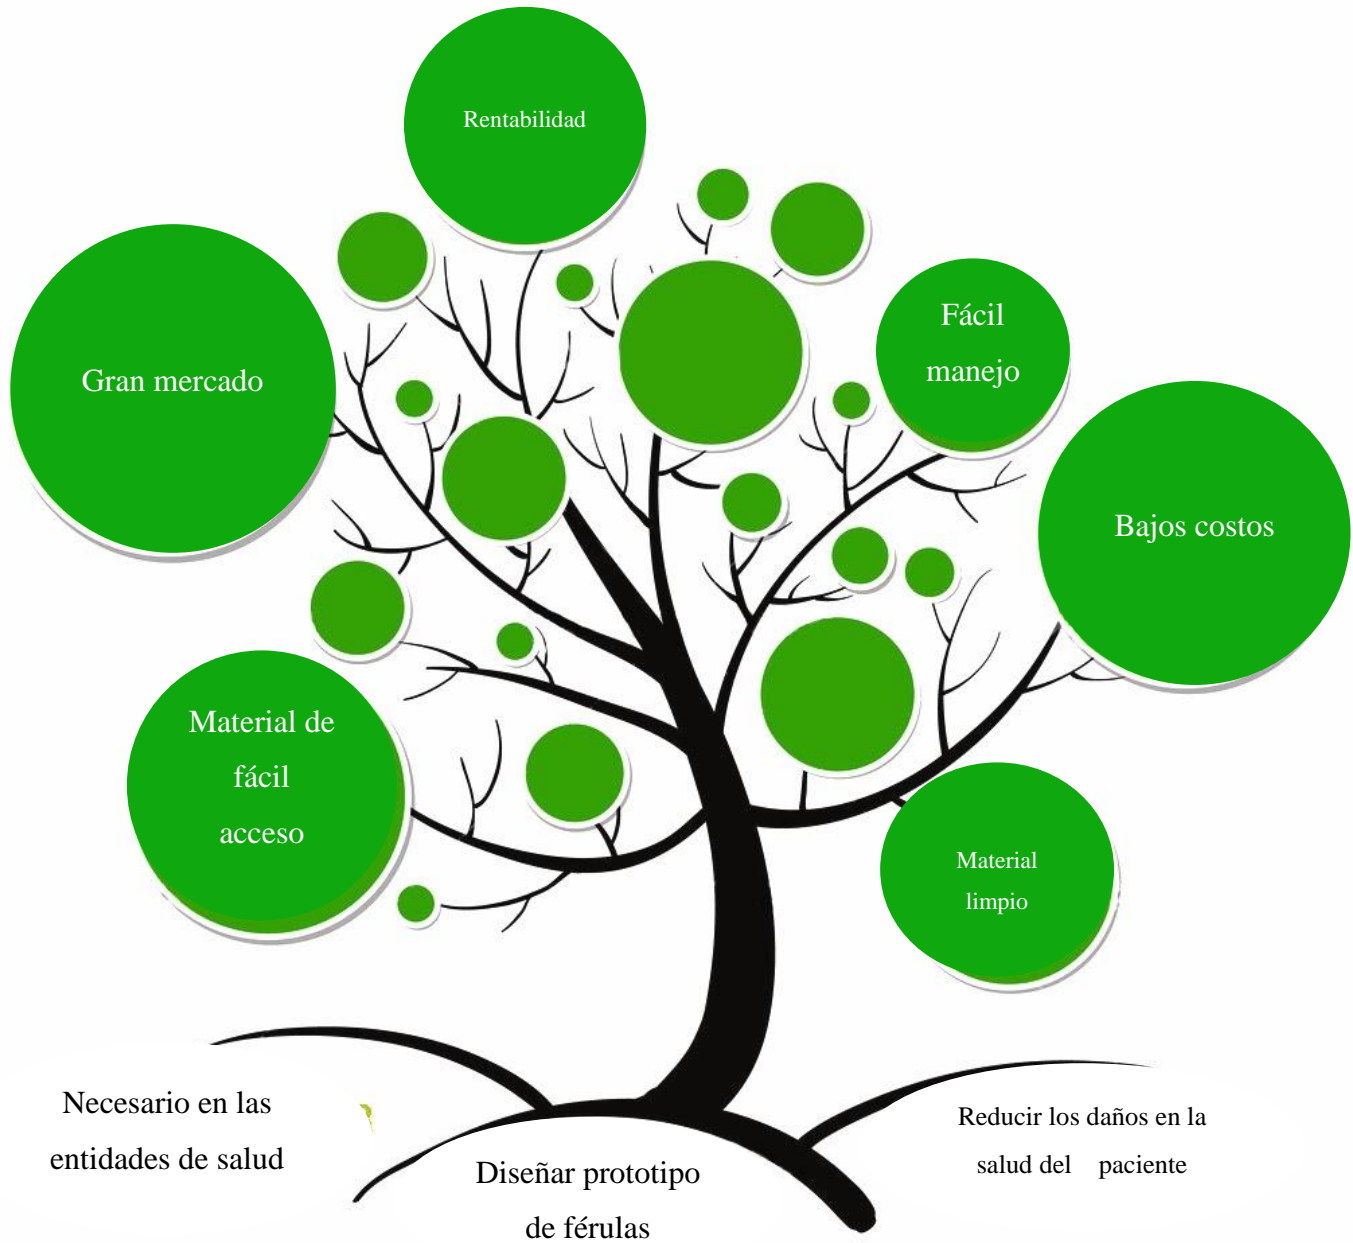 Rentabilidad
Gran mercado
Fácil
manejo
Bajos costos
Material de
fácil
acceso
Material
limpio
Necesario en las
entidades de salud
Diseñar prototipo
de férulas
Reducir los daños en la
salud del paciente